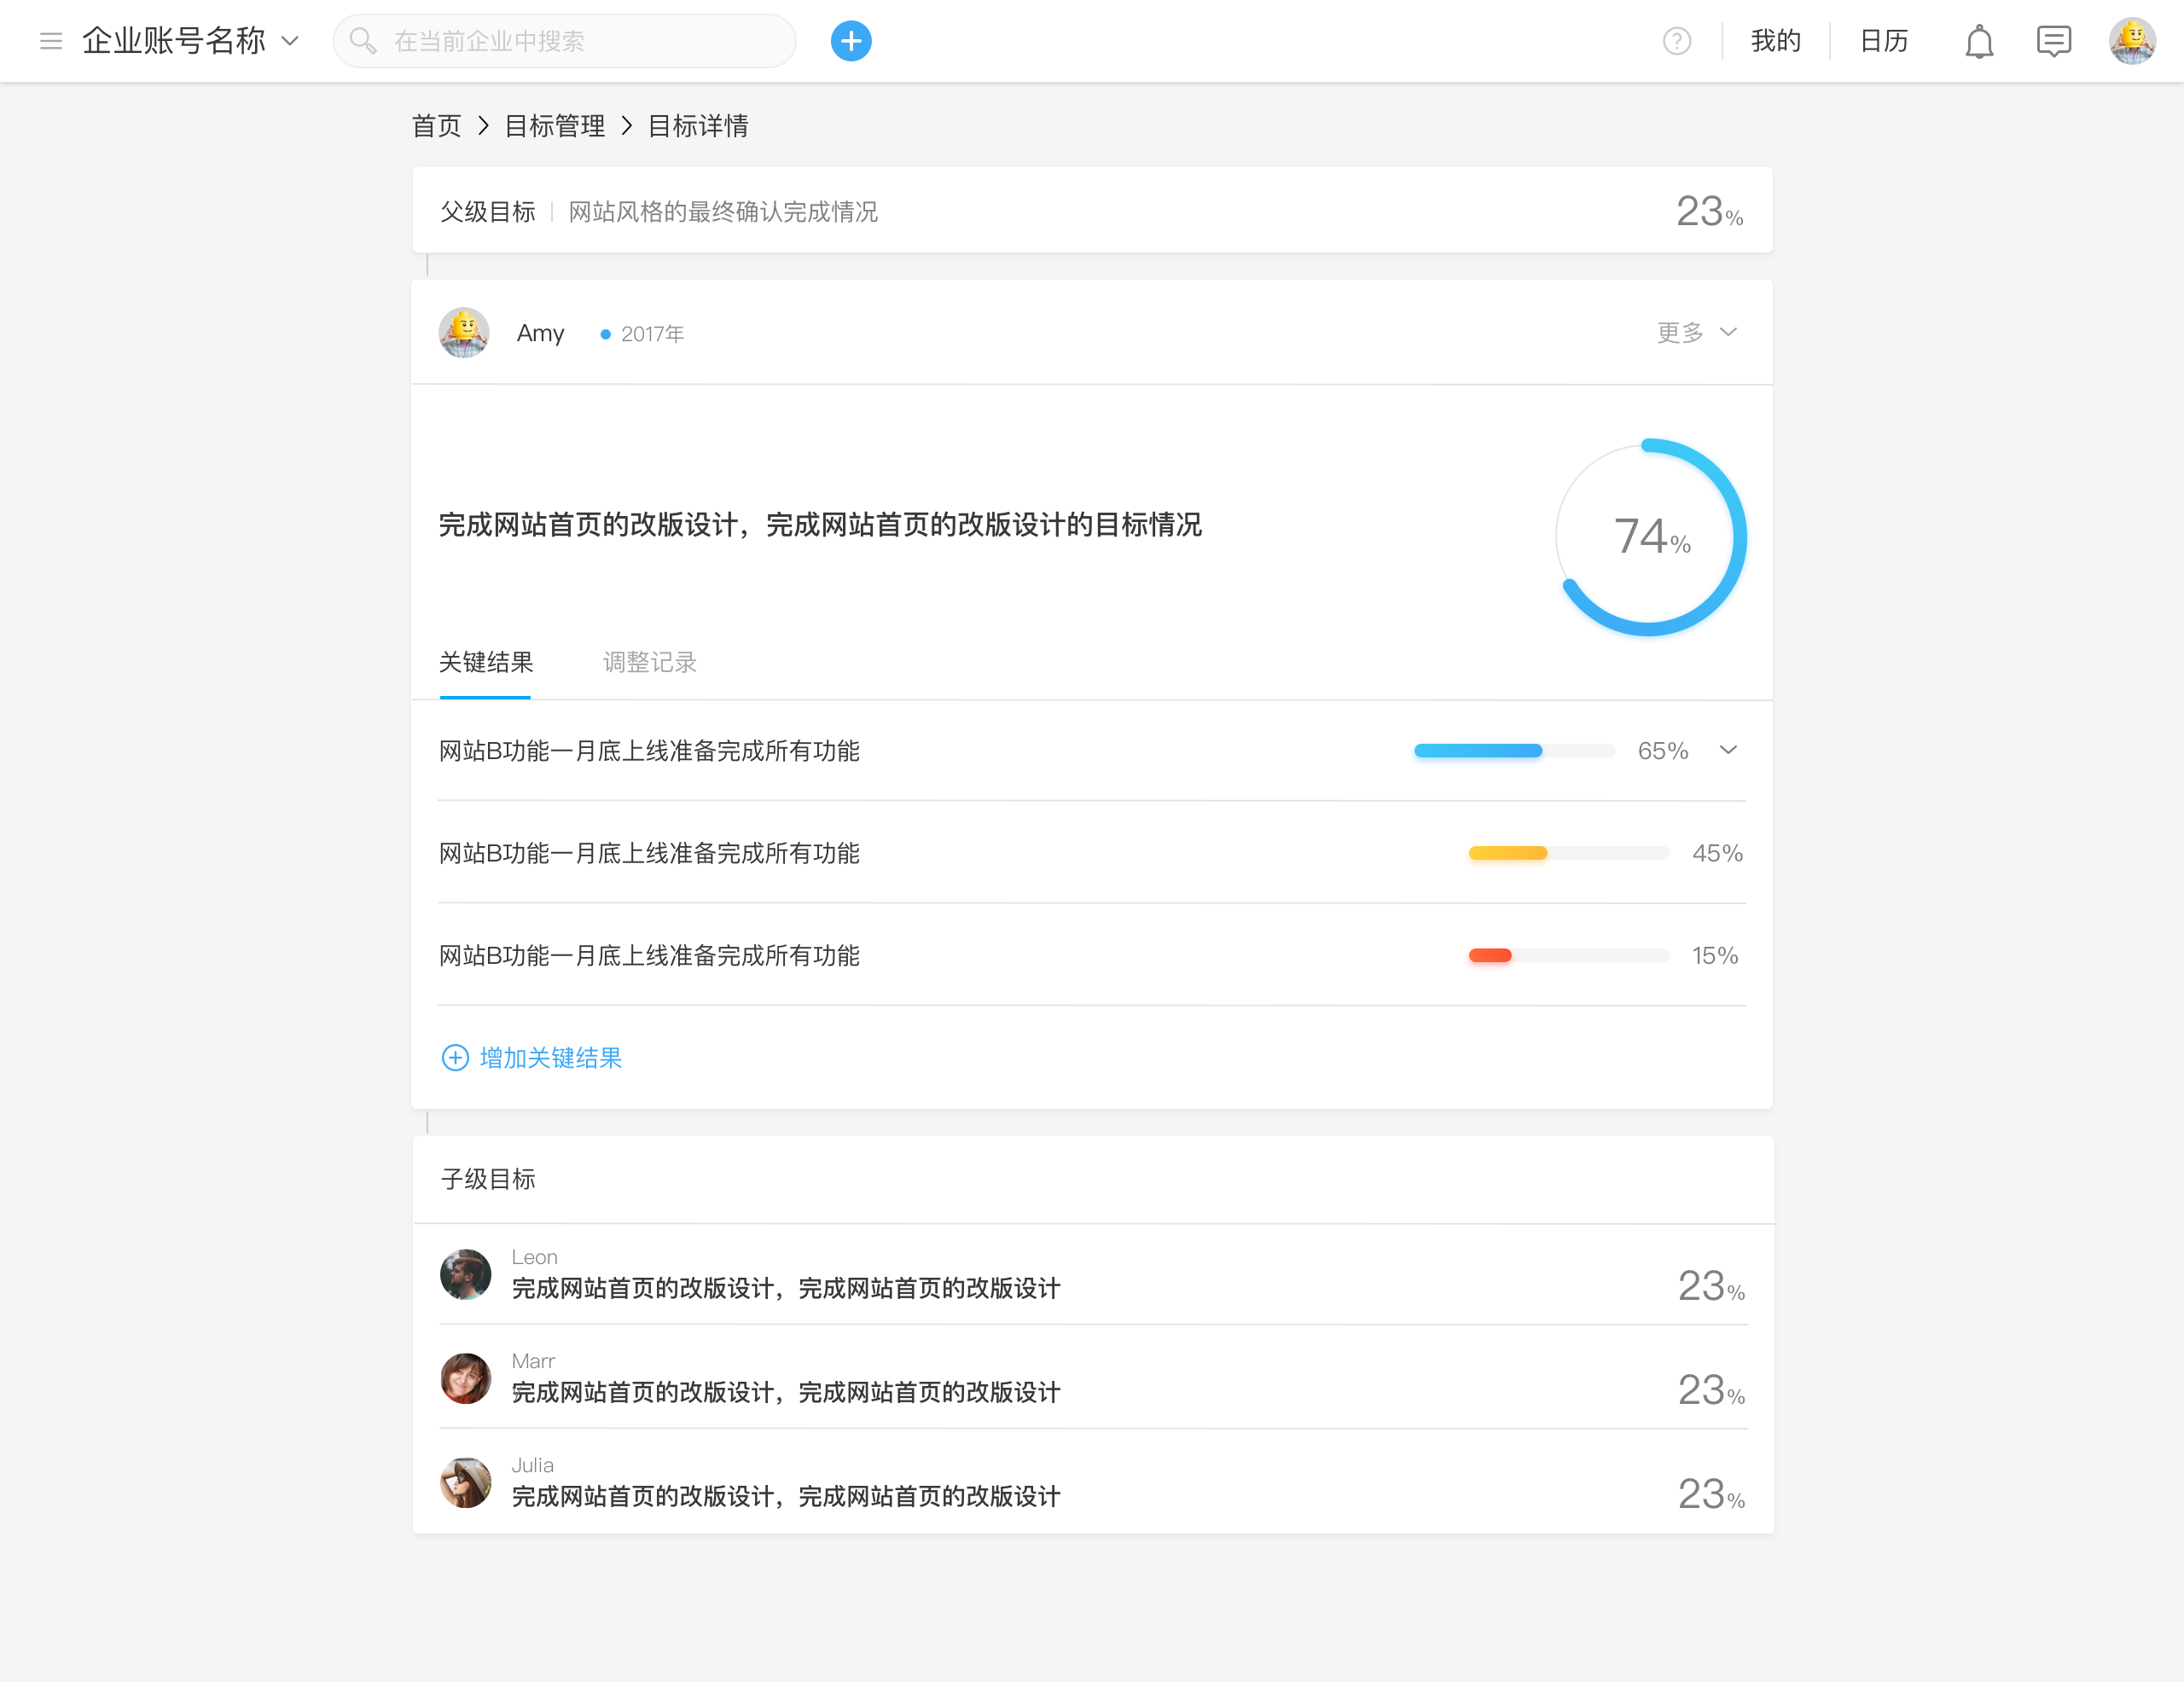 企业账号名称
在当前企业中搜索
?
我的
日历
首页 > 目标管理 > 目标详情
父级目标 | 网站风格的最终确认完成情况
23%
Amy
2017年
更多
完成网站首页的改版设计，完成网站首页的改版设计的目标情况
74%
关键结果
调整记录
网站B功能一月底上线准备完成所有功能
65%
网站B功能一月底上线准备完成所有功能
45%
网站B功能一月底上线准备完成所有功能
15%
增加关键结果
子级目标
Leon
完成网站首页的改版设计，完成网站首页的改版设计
23%
Marr
完成网站首页的改版设计，完成网站首页的改版设计
23%
Julia
完成网站首页的改版设计，完成网站首页的改版设计
23%